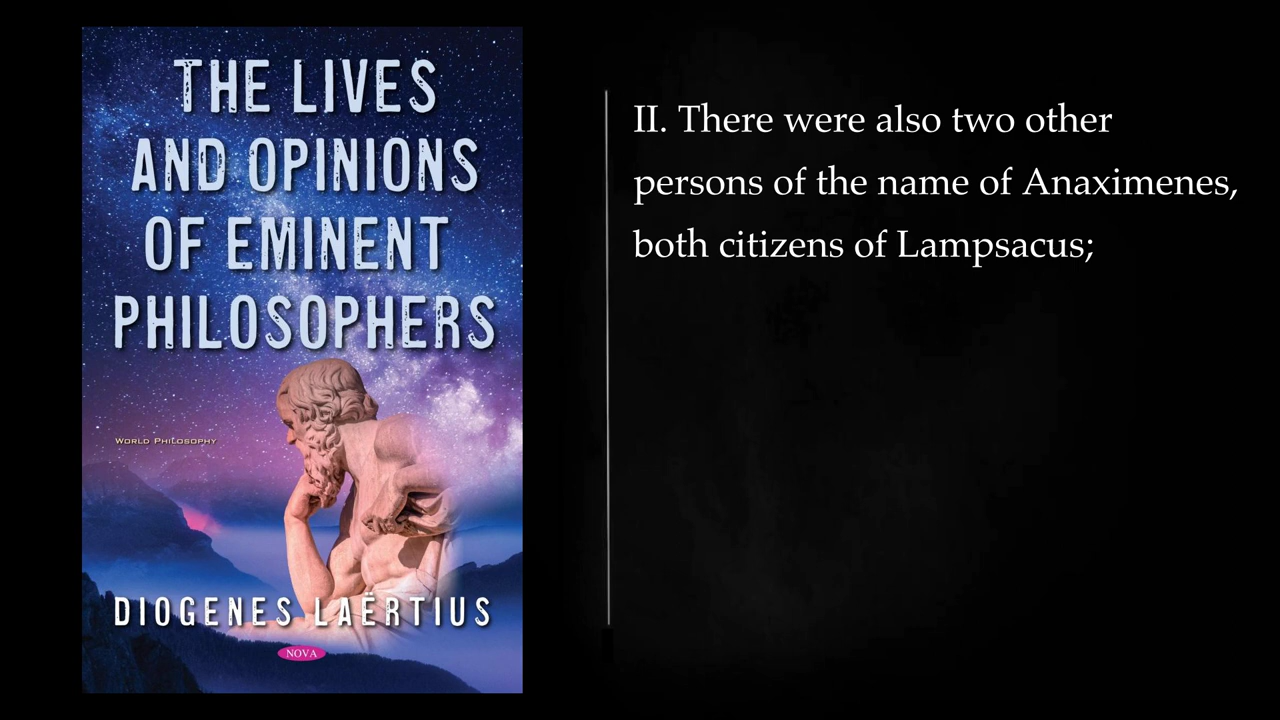 THE LIVES
AND OPINIONS
OF EMINENT
PHILOSOPHERS
WORLD PHILOSOPHY
DIOGENES LAËRTIUS
NOVA
II. There were also two other
persons of the name of Anaximenes,
both citizens of Lampsacus;